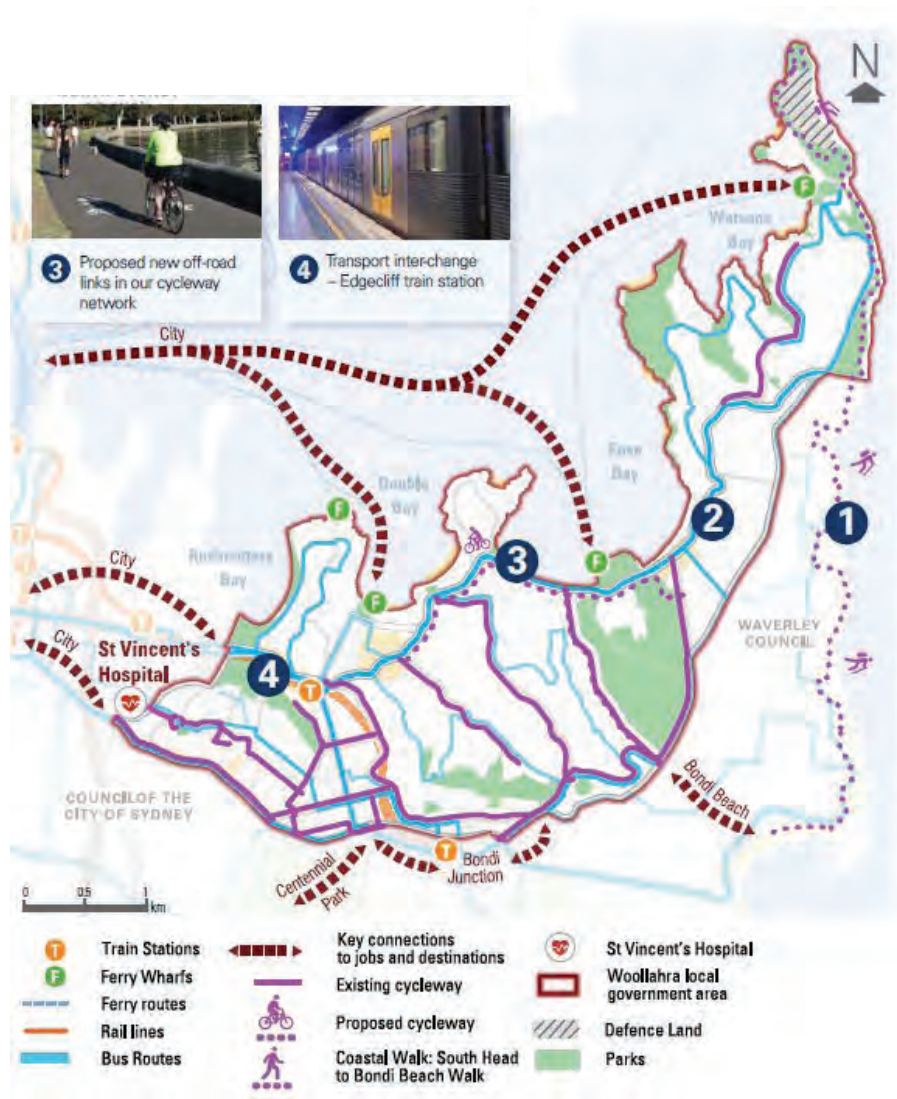 N
3 Proposed new off-road
links in our cycleway
network
4 Transport inter-change
– Edgecliff train station
F
Watsons
Bay
City
Rose
Bay
Double
Bay
F
2
1
3
F
Rushcutters
Bay
City
F
WAVERLEY
COUNCIL
City
St Vincent's
Hospital
4
T
Bondi Beach
COUNCIL OF THE
CITY OF SYDNEY
T
Bondi
Junction
Centennial
Park
0 0.5 1
km
T Train Stations
F Ferry Wharfs
Ferry routes
Rail lines
Bus Routes
Key connections
to jobs and destinations
Existing cycleway
Proposed cycleway
Coastal Walk: South Head
to Bondi Beach Walk
St Vincent's Hospital
Woollahra local
government area
Defence Land
Parks